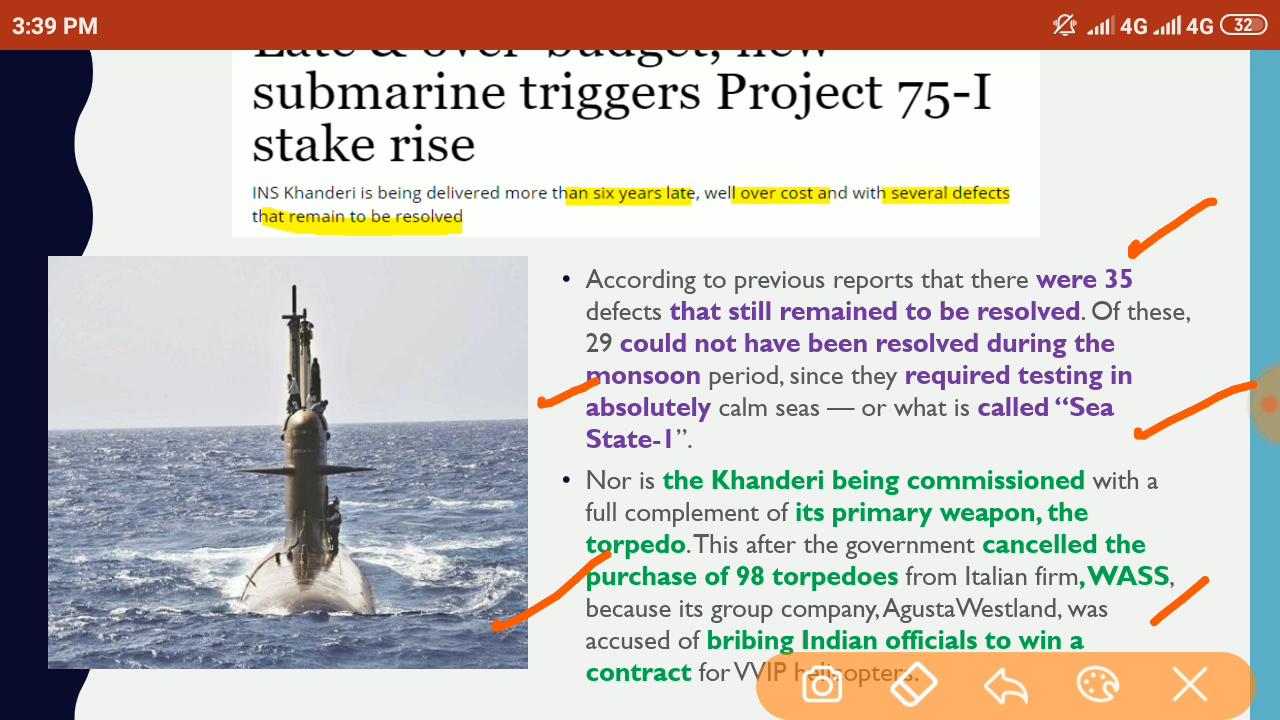 3:39 PM 4G 4G 32
Late & over-budget, new
submarine triggers Project 75-I
stake rise
INS Khanderi is being delivered more than six years late, well over cost and with several defects
that remain to be resolved
• According to previous reports that there were 35
defects that still remained to be resolved. Of these,
29 could not have been resolved during the
monsoon period, since they required testing in
absolutely calm seas — or what is called “Sea
State-1”.
• Nor is the Khanderi being commissioned with a
full complement of its primary weapon, the
torpedo. This after the government cancelled the
purchase of 98 torpedoes from Italian firm, WASS,
because its group company, AgustaWestland, was
accused of bribing Indian officials to win a
contract for VVIP helicopters.